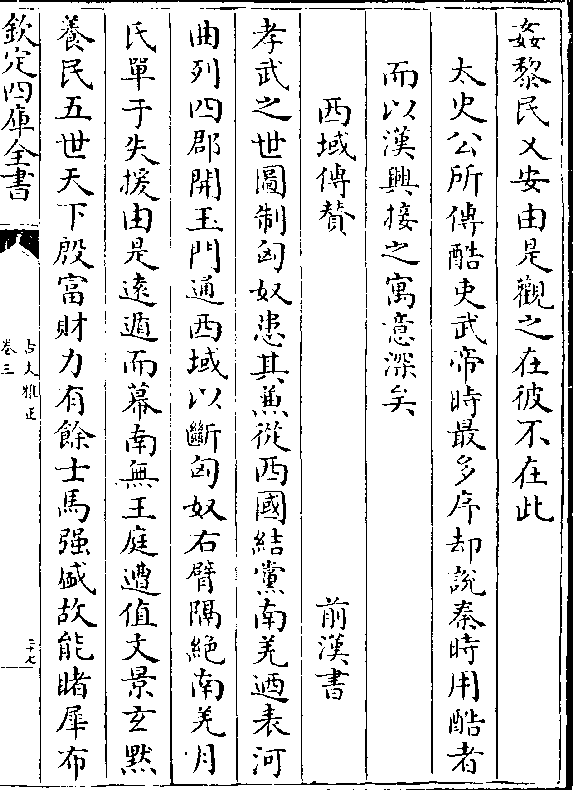 姦黎民乂安由是觀之在彼不在此
太史公所傳酷吏武帝時最多序却說秦時用酷者
而以漢興接之寓意深矣
西域傳贊 前漢書
孝武之世圖制匈奴患其兼從西國結黨南羌迺表河
曲列四郡開玉門通西域以斷匈奴右臂隔絶南羌月
氏單于失援由是遠遁而幕南無王庭遭值文景玄默
養民五世天下殷富財力有餘士馬强盛故能睹犀布
欽定四庫全書
古文雅正
卷三
三十七